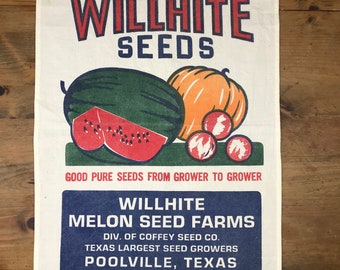 WILLHITE
SEEDS
GOOD PURE SEEDS FROM GROWER TO GROWER
WILLHITE
MELON SEED FARMS
DIV. OF COFFEY SEED CO.
TEXAS LARGEST SEED GROWERS
POOLVILLE, TEXAS